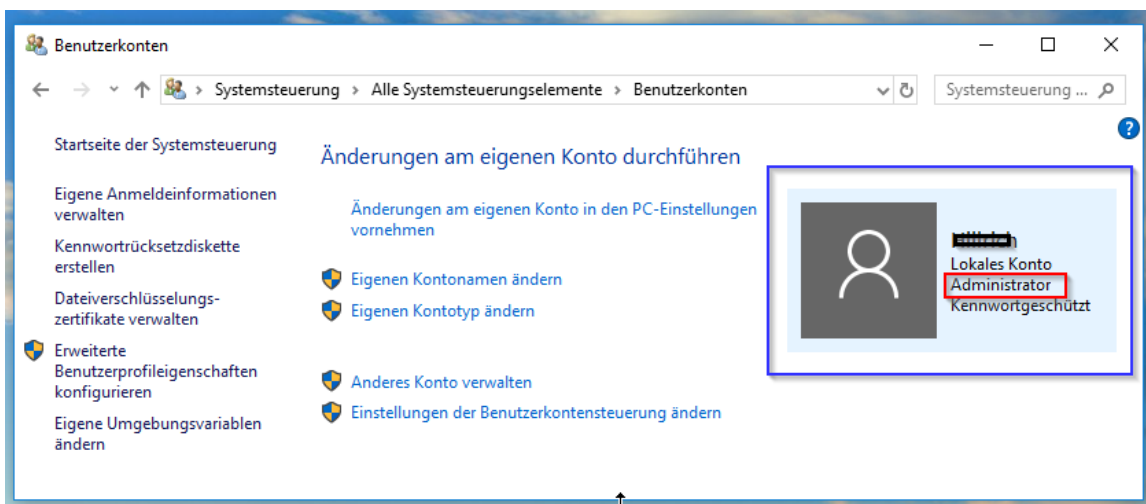 Benutzerkonten
Systemsteuerung > Alle Systemsteuerungselemente > Benutzerkonten
Systemsteuerung ...
Startseite der Systemsteuerung
Eigene Anmeldeinformationen
verwalten
Kennwortrücksetzdiskette
erstellen
Dateiverschlüsselungs-
zertifikate verwalten
Erweiterte
Benutzerprofileigenschaften
konfigurieren
Eigene Umgebungsvariablen
ändern
Änderungen am eigenen Konto durchführen
Änderungen am eigenen Konto in den PC-Einstellungen
vornehmen
Eigenen Kontonamen ändern
Eigenen Kontotyp ändern
Anderes Konto verwalten
Einstellungen der Benutzerkontensteuerung ändern
Lokales Konto
Administrator
Kennwortgeschützt
?